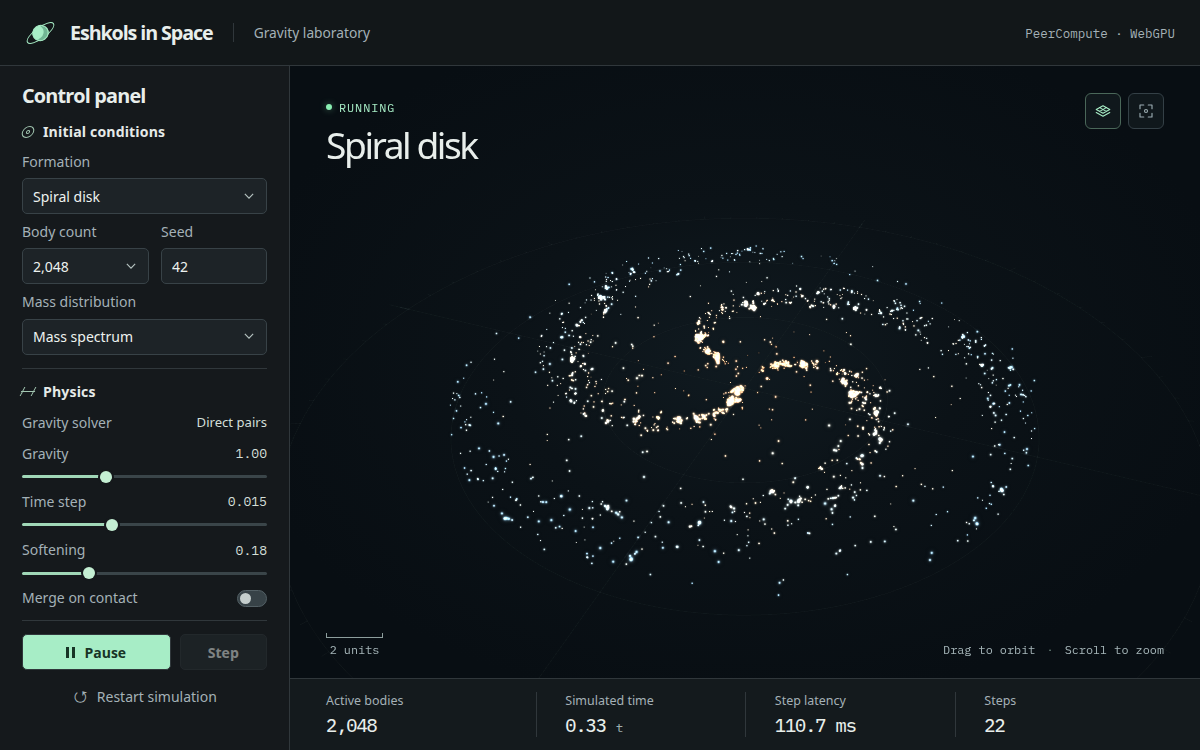 Eshkols in Space
Gravity laboratory
PeerCompute · WebGPU
Control panel
Initial conditions
Formation
Spiral disk
Body count
Seed
2,048
42
Mass distribution
Mass spectrum
Physics
Gravity solver
Direct pairs
Gravity
1.00
Time step
0.015
Softening
0.18
Merge on contact
Pause
Step
Restart simulation
RUNNING
Spiral disk
2 units
Drag to orbit · Scroll to zoom
Active bodies
2,048
Simulated time
0.33 t
Step latency
110.7 ms
Steps
22